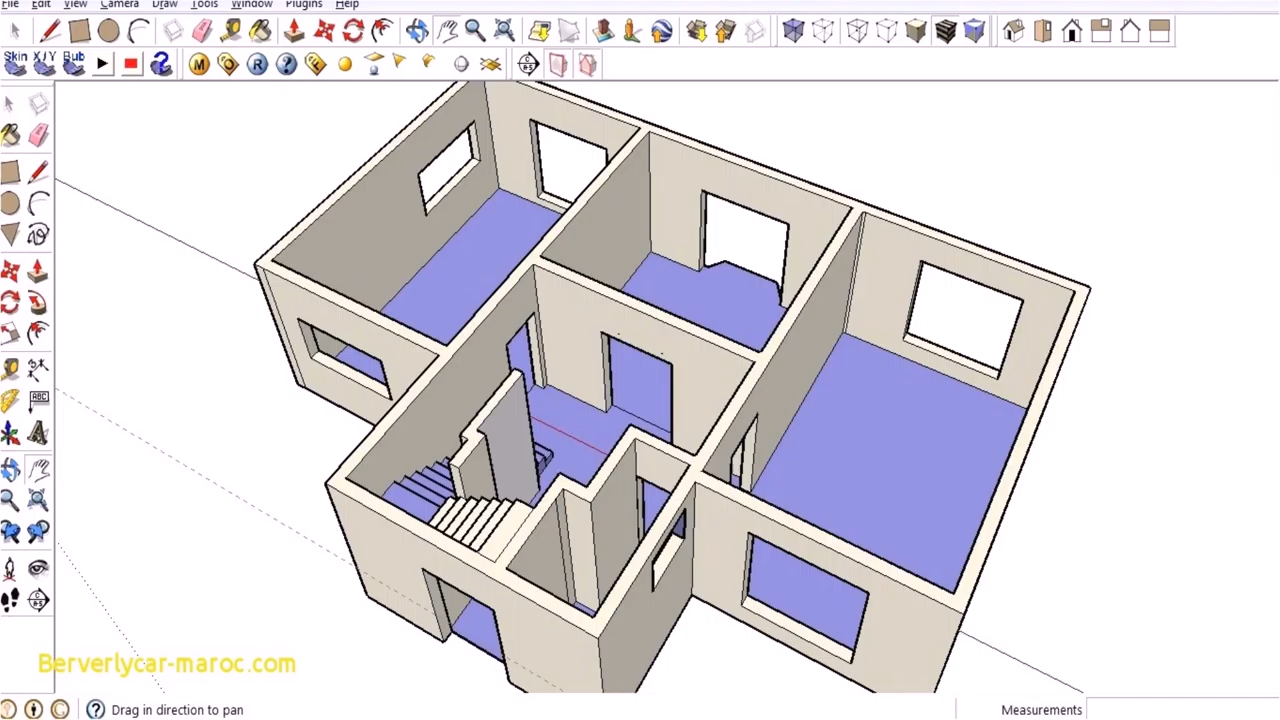 File Edit View Camera Draw Tools Window Plugins Help
Skin X/Y Bub
M O R ?
C
R-S
ABC
A
C
R-S
Berverlycar-maroc.com
Drag in direction to pan
Measurements